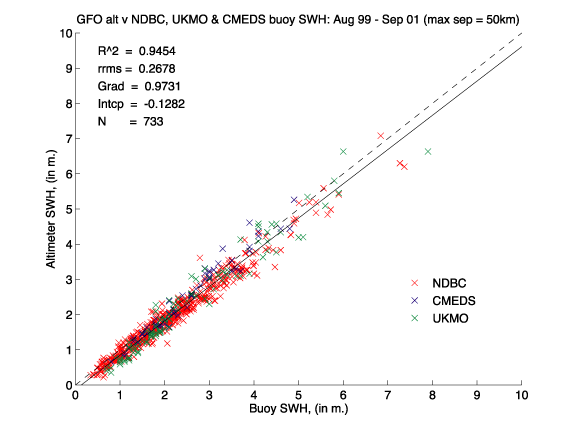 GFO alt v NDBC, UKMO & CMEDS buoy SWH: Aug 99 - Sep 01 (max sep = 50km)
R^2 = 0.9454
rrms = 0.2678
Grad = 0.9731
Intcp = -0.1282
N = 733
Altimeter SWH, (in m.)
10
9
8
7
6
5
4
3
2
1
0
NDBC
CMEDS
UKMO
0 1 2 3 4 5 6 7 8 9 10
Buoy SWH, (in m.)